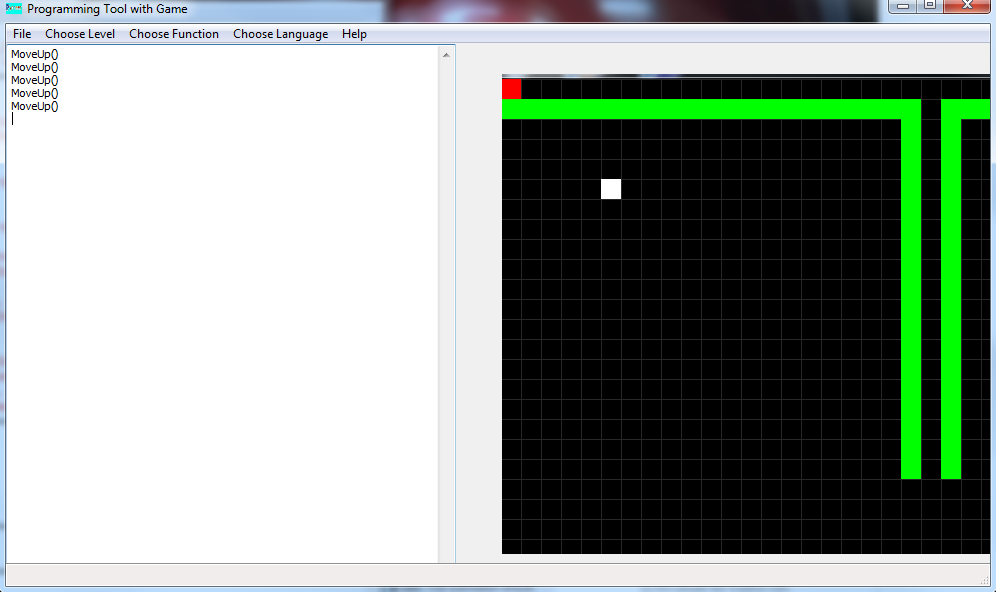 Programming Tool with Game
File Choose Level Choose Function Choose Language Help
MoveUp()
MoveUp()
MoveUp()
MoveUp()
MoveUp()